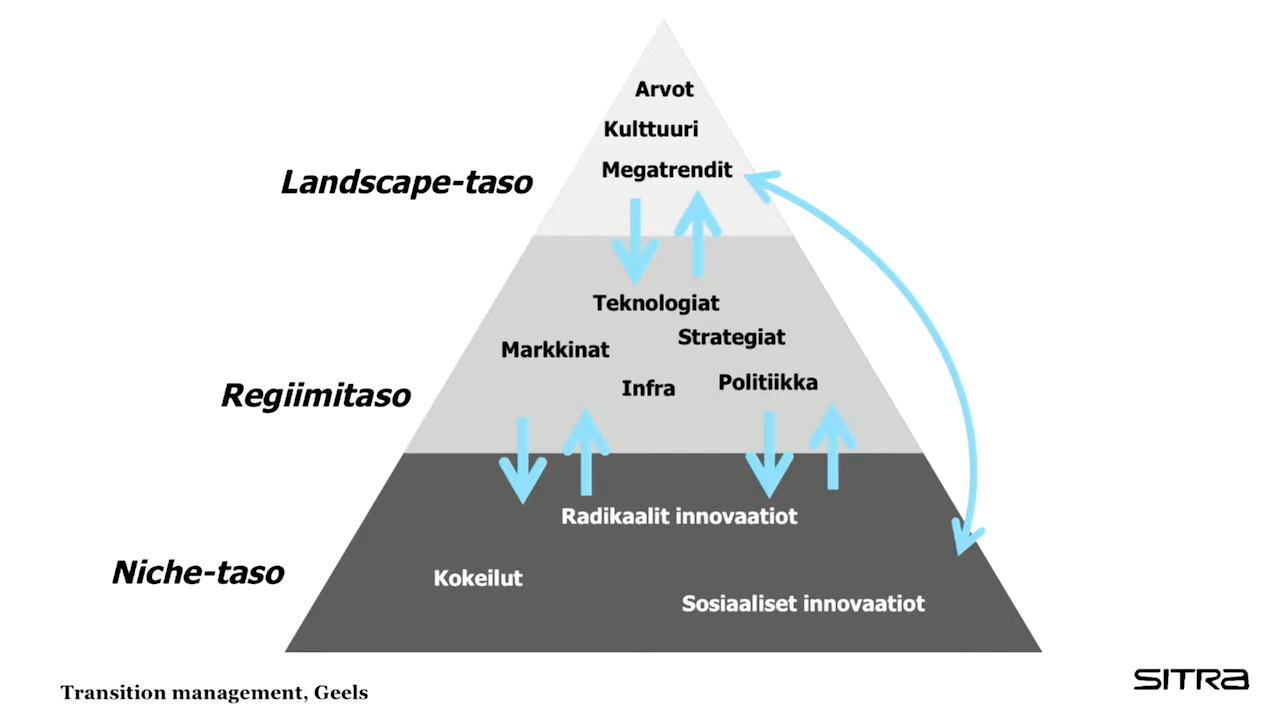 Arvot
Kulttuuri
Megatrendit
Landscape-taso
Teknologiat
Strategiat
Markkinat
Infra
Politiikka
Regiimitaso
Radikaalit innovaatiot
Niche-taso
Kokeilut
Sosiaaliset innovaatiot
Transition management, Geels
SITRA